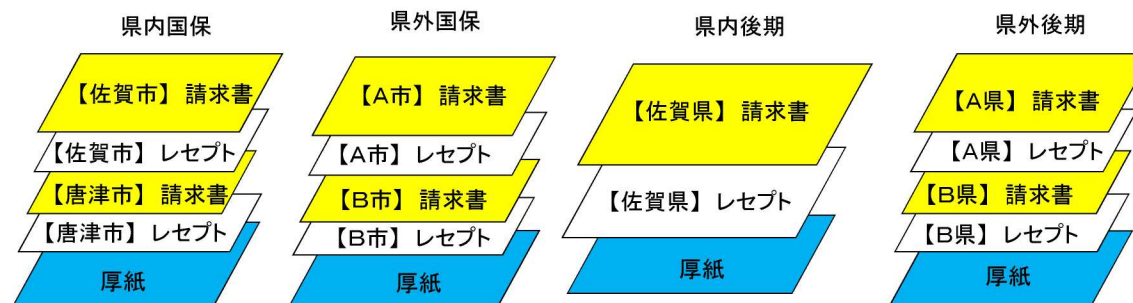 県内国保
【佐賀市】請求書
【佐賀市】レセプト
【唐津市】請求書
【唐津市】レセプト
厚紙
県外国保
【A市】請求書
【A市】レセプト
【B市】請求書
【B市】レセプト
厚紙
県内後期
【佐賀県】請求書
【佐賀県】レセプト
厚紙
県外後期
【A県】請求書
【A県】レセプト
【B県】請求書
【B県】レセプト
厚紙